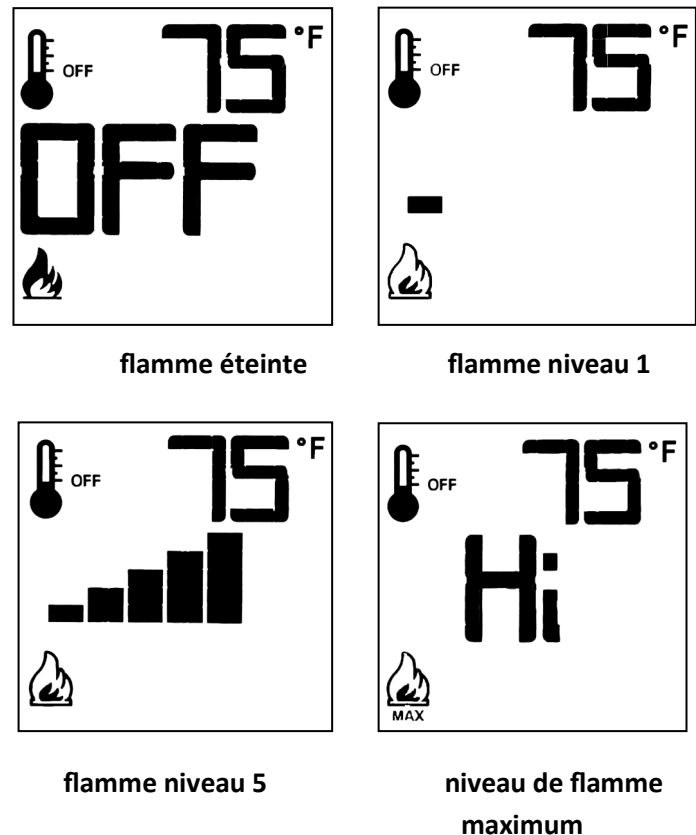 75 °F
OFF
OFF
flamme éteinte
75 °F
OFF
flamme niveau 1
75 °F
OFF
flamme niveau 5
75 °F
OFF
Hi
MAX
niveau de flamme
maximum